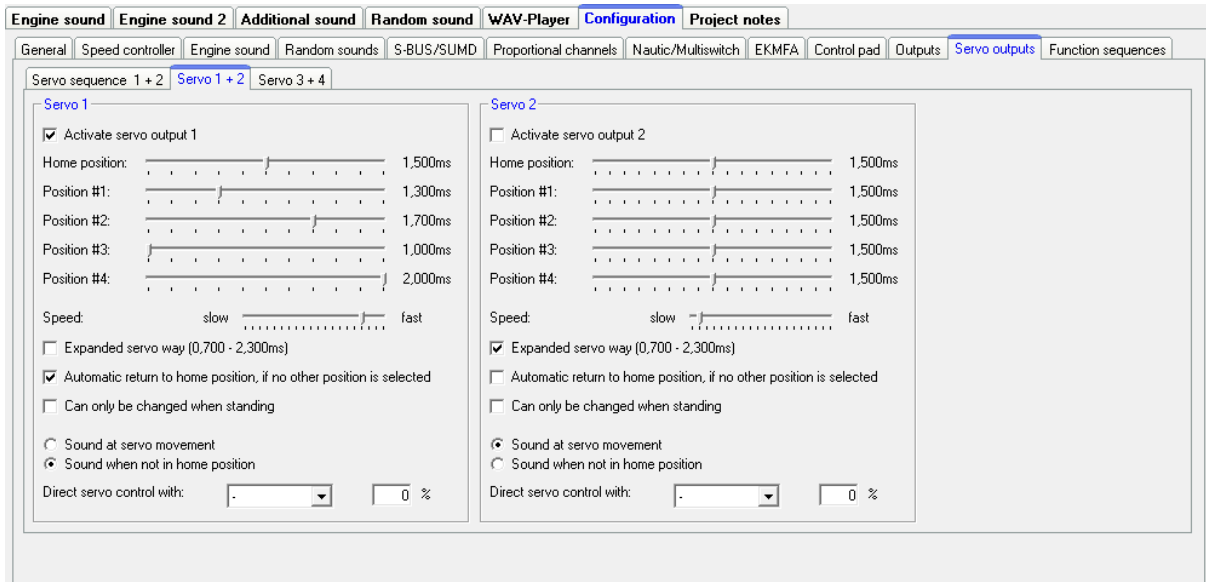 Engine sound Engine sound 2 Additional sound Random sound WAV-Player Configuration Project notes
General Speed controller Engine sound Random sounds S-BUS/SUMD Proportional channels Nautic/Multiswitch EKMFA Control pad Outputs Servo outputs Function sequences
Servo sequence 1 + 2 Servo 1 + 2 Servo 3 + 4
Servo 1
Activate servo output 1
Home position: 1,500ms
Position #1: 1,300ms
Position #2: 1,700ms
Position #3: 1,000ms
Position #4: 2,000ms
Speed: slow fast
Expanded servo way (0,700 - 2,300ms)
Automatic return to home position, if no other position is selected
Can only be changed when standing
Sound at servo movement
Sound when not in home position
Direct servo control with: - 0 %
Servo 2
Activate servo output 2
Home position: 1,500ms
Position #1: 1,500ms
Position #2: 1,500ms
Position #3: 1,500ms
Position #4: 1,500ms
Speed: slow fast
Expanded servo way (0,700 - 2,300ms)
Automatic return to home position, if no other position is selected
Can only be changed when standing
Sound at servo movement
Sound when not in home position
Direct servo control with: - 0 %